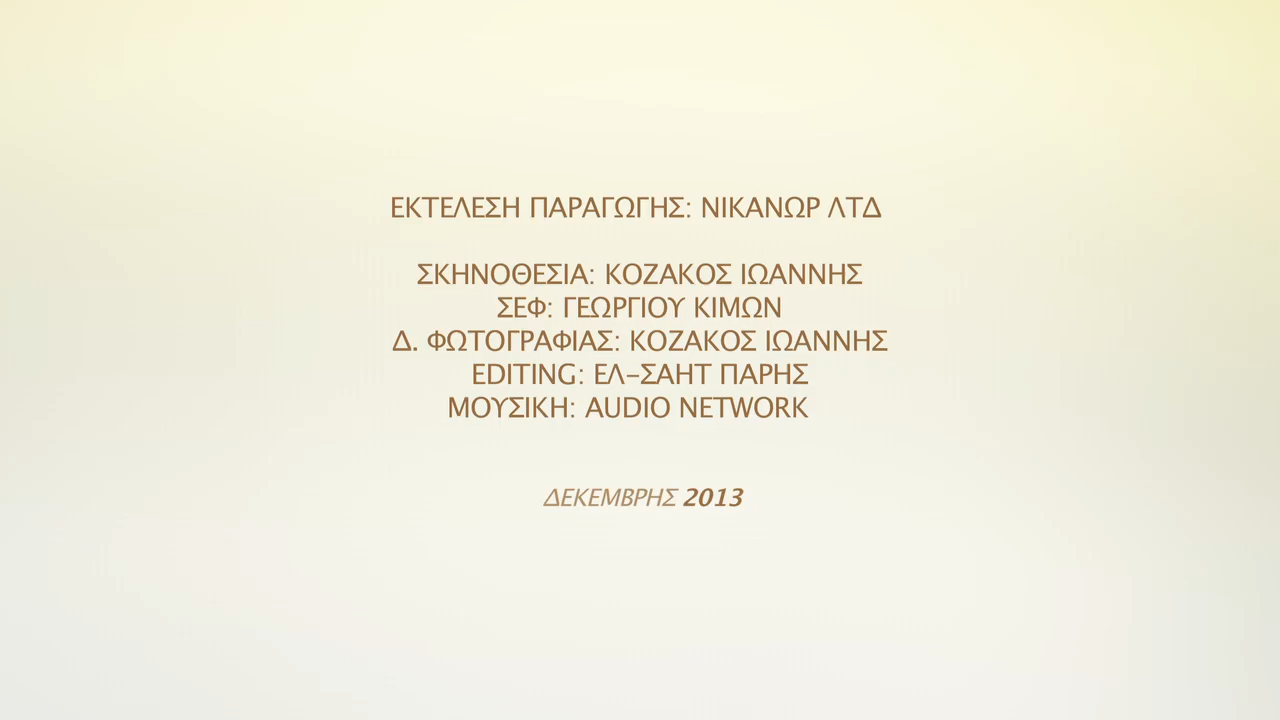 ΕΚΤΕΛΕΣΗ ΠΑΡΑΓΩΓΗΣ: ΝΙΚΑΝΩΡ ΛΤΔ
ΣΚΗΝΟΘΕΣΙΑ: ΚΟΖΑΚΟΣ ΙΩΑΝΝΗΣ
ΣΕΦ: ΓΕΩΡΓΙΟΥ ΚΙΜΩΝ
Δ. ΦΩΤΟΓΡΑΦΙΑΣ: ΚΟΖΑΚΟΣ ΙΩΑΝΝΗΣ
EDITING: ΕΛ-ΣΑΗΤ ΠΑΡΗΣ
ΜΟΥΣΙΚΗ: AUDIO NETWORK
ΔΕΚΕΜΒΡΗΣ 2013